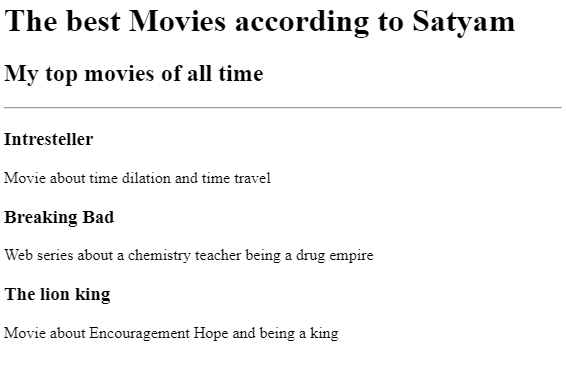 The best Movies according to Satyam
My top movies of all time
Intresteller
Movie about time dilation and time travel
Breaking Bad
Web series about a chemistry teacher being a drug empire
The lion king
Movie about Encouragement Hope and being a king